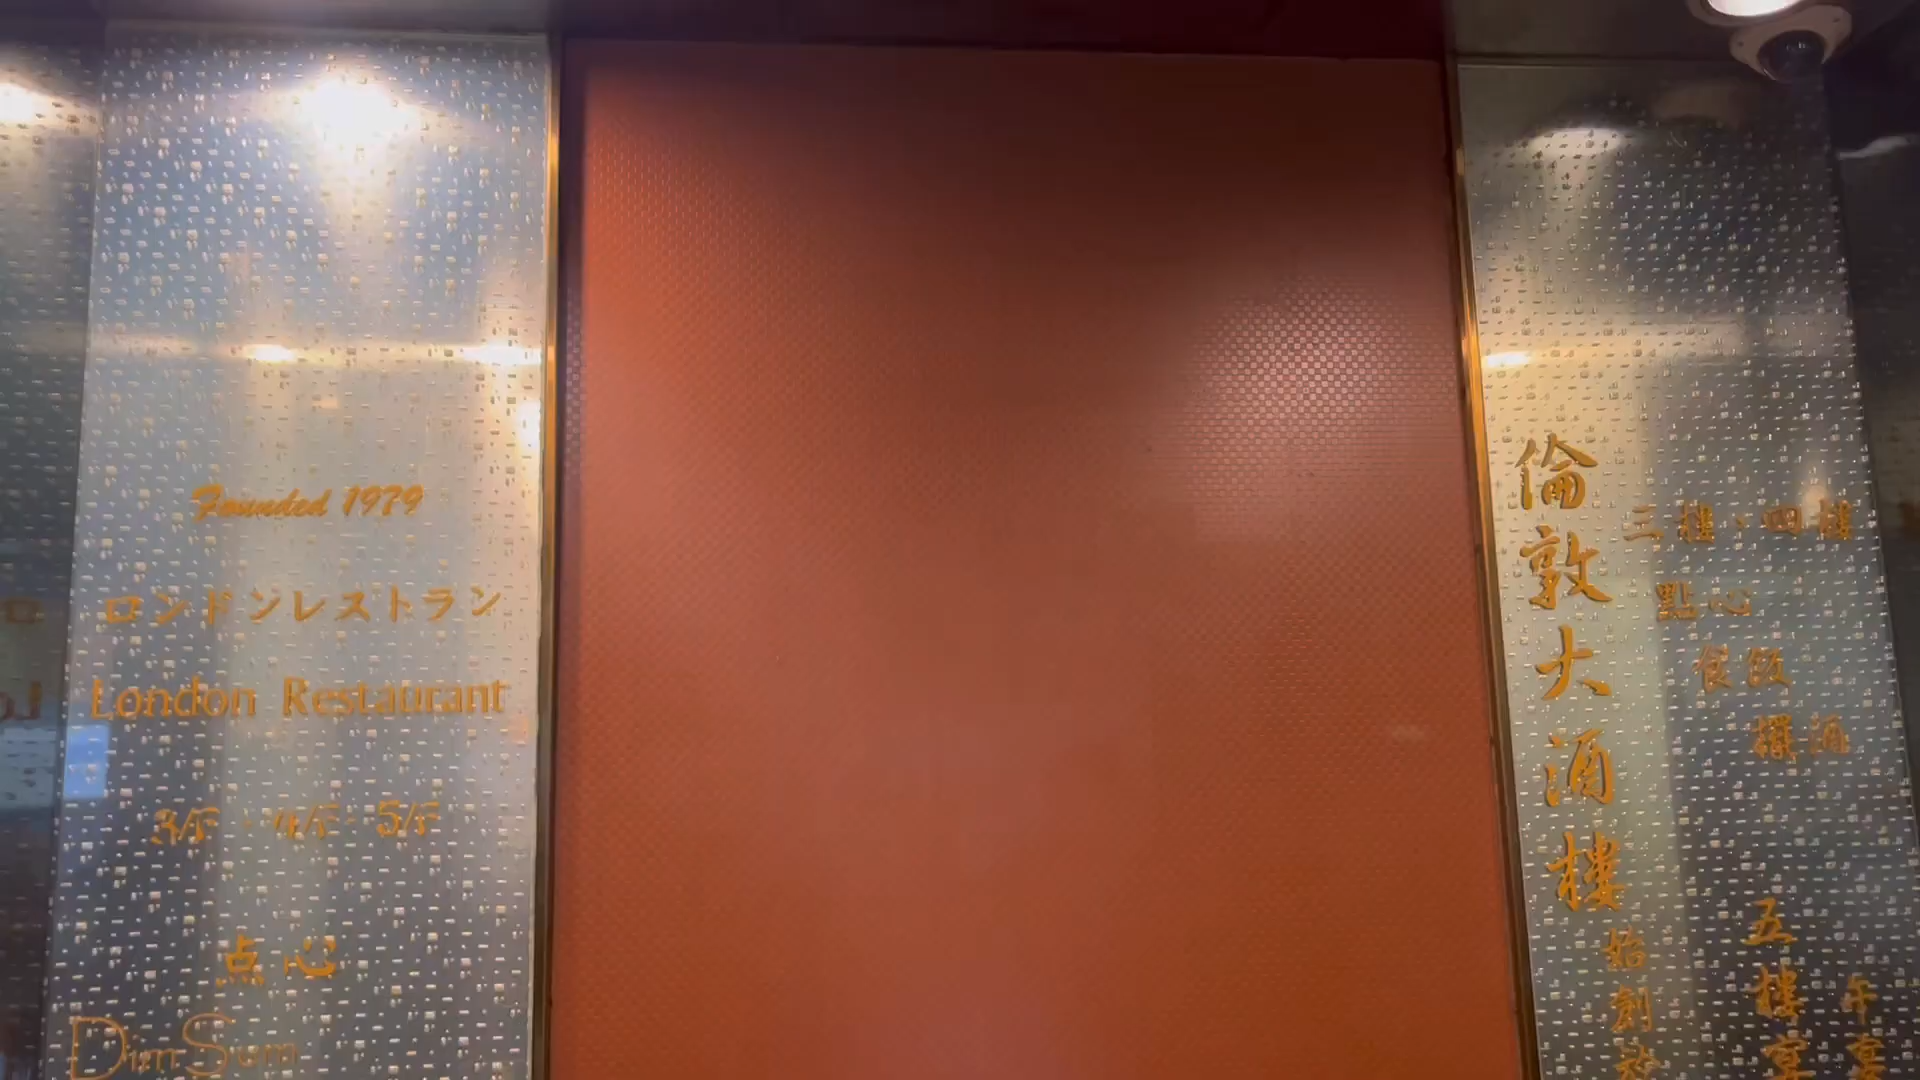 Founded 1979
ロンドンレストラン
London Restaurant
3/F · 4/F · 5/F
点心
Dim Sum
倫敦大酒樓
始創於
三樓、四樓
點心
食飯
擺酒
五樓宴
午宴